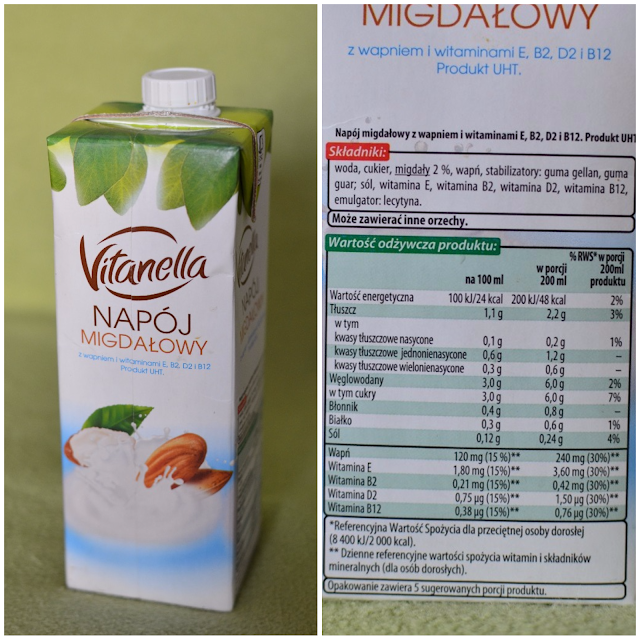 Vitanella
NAPÓJ
MIGDAŁOWY
z wapniem i witaminami E, B2, D2 i B12
Produkt UHT.
MIGDAŁOWY
z wapniem i witaminami E, B2, D2 i B12
Produkt UHT.
Napój migdałowy z wapniem i witaminami E, B2, D2 i B12. Produkt UHT
Składniki:
woda, cukier, migdały 2 %, wapń, stabilizatory: guma gellan, guma
guar; sól, witamina E, witamina B2, witamina D2, witamina B12,
emulgator: lecytyna.
Może zawierać inne orzechy.
Wartość odżywcza produktu:
na 100 ml w porcji 200 ml % RWS* w porcji 200ml produktu
Wartość energetyczna 100 kJ/24 kcal 200 kJ/48 kcal 2%
Tłuszcz 1,1 g 2,2 g 3%
w tym
kwasy tłuszczowe nasycone 0,1 g 0,2 g 1%
kwasy tłuszczowe jednonienasycone 0,6 g 1,2 g –
kwasy tłuszczowe wielonienasycone 0,3 g 0,6 g –
Węglowodany 3,0 g 6,0 g 2%
w tym cukry 3,0 g 6,0 g 7%
Błonnik 0,4 g 0,8 g –
Białko 0,3 g 0,6 g 1%
Sól 0,12 g 0,24 g 4%
Wapń 120 mg (15 %)** 240 mg (30%)**
Witamina E 1,80 mg (15%)** 3,60 mg (30%)**
Witamina B2 0,21 mg (15%)** 0,42 mg (30%)**
Witamina D2 0,75 µg (15%)** 1,50 µg (30%)**
Witamina B12 0,38 µg (15%)** 0,76 µg (30%)**
*Referencyjna Wartość Spożycia dla przeciętnej osoby dorosłej
(8 400 kJ/2 000 kcal).
** Dzienne referencyjne wartości spożycia witamin i składników
mineralnych (dla osób dorosłych).
Opakowanie zawiera 5 sugerowanych porcji produktu.